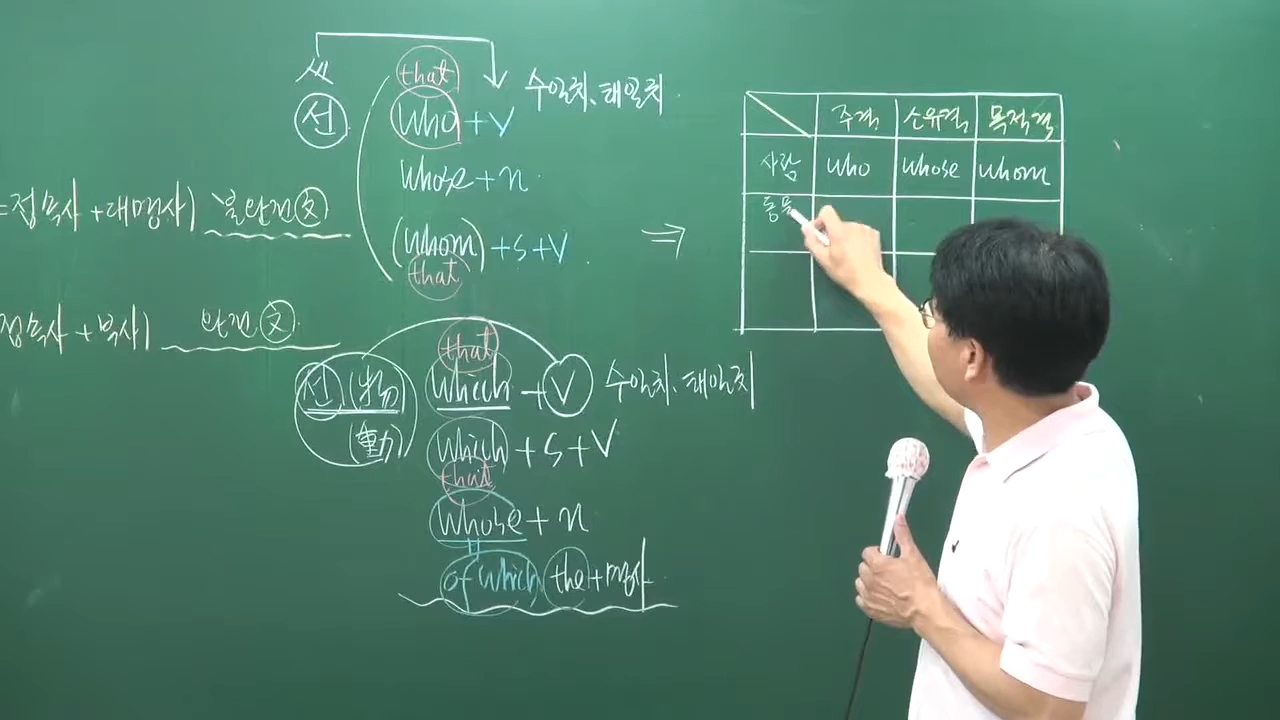 that
선 who + V 수일치、태일치
whose + n
=접속사 + 대명사) 불완전(文)
(whom) + S + V
that
접속사 + 부사) 완전(文)
that
선 (物) which + V 수일치、태일치
(動) which + S + V
that
whose + n
of which the + 명사
⇒
주격 소유격 목적격
사람 who whose whom
동물